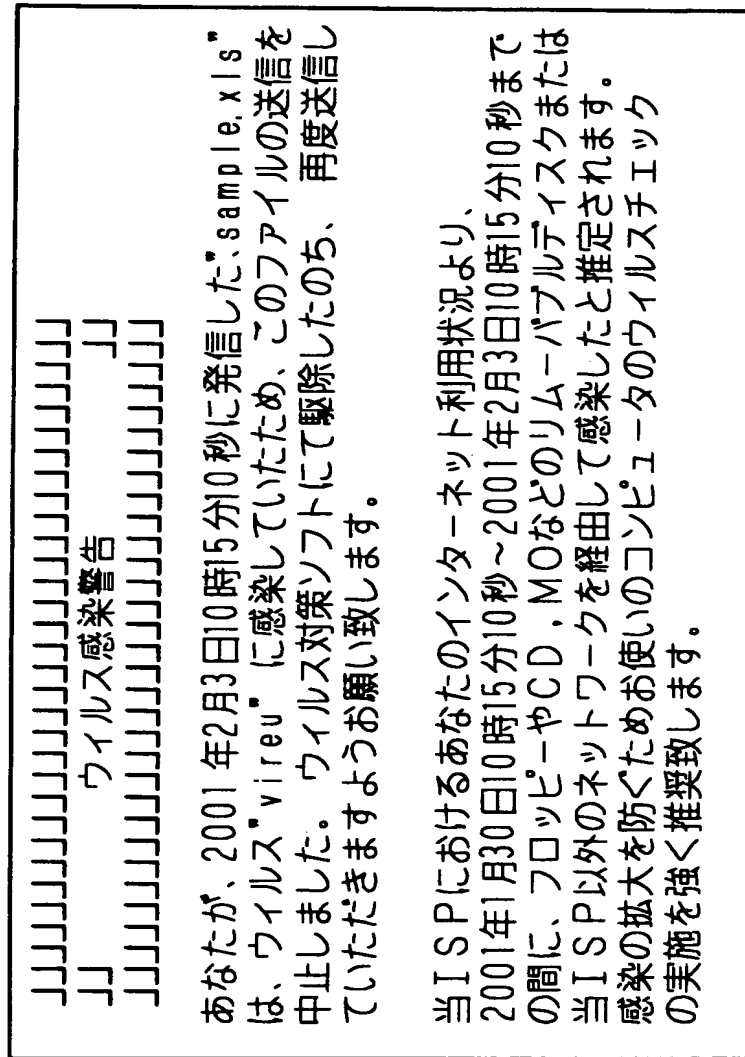 」」」」」」」」」」」」」」」」」」」」」」」」
」」 ウィルス感染警告 」」
」」」」」」」」」」」」」」」」」」」」」」」」
あなたが、2001年2月3日10時15分10秒に発信した”、sample,xls”
は、ウィルス”vireu”に感染していたため、このファイルの送信を
中止しました。 ウィルス対策ソフトにて駆除したのち、 再度送信し
ていただきますようお願い致します。
当ISPにおけるあなたのインターネット利用状況より、
2001年1月30日10時15分10秒～2001年2月3日10時15分10秒まで
の間に、フロッピーやCD,MOなどのリムーバブルディスクまたは
当ISP以外のネットワークを経由して感染したと推定されます。
感染の拡大を防ぐためお使いのコンピュータのウィルスチェック
の実施を強く推奨致します。